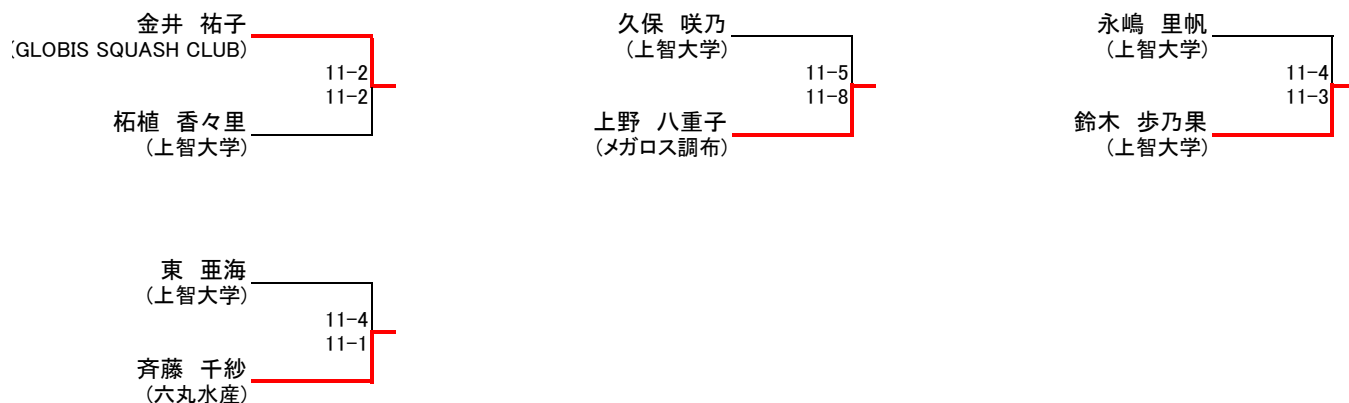 金井 祐子
(GLOBIS SQUASH CLUB)
11-2
11-2
柘植 香々里
(上智大学)
久保 咲乃
(上智大学)
11-5
11-8
上野 八重子
(メガロス調布)
永嶋 里帆
(上智大学)
11-4
11-3
鈴木 歩乃果
(上智大学)
東 亜海
(上智大学)
11-4
11-1
斉藤 千紗
(六丸水産)